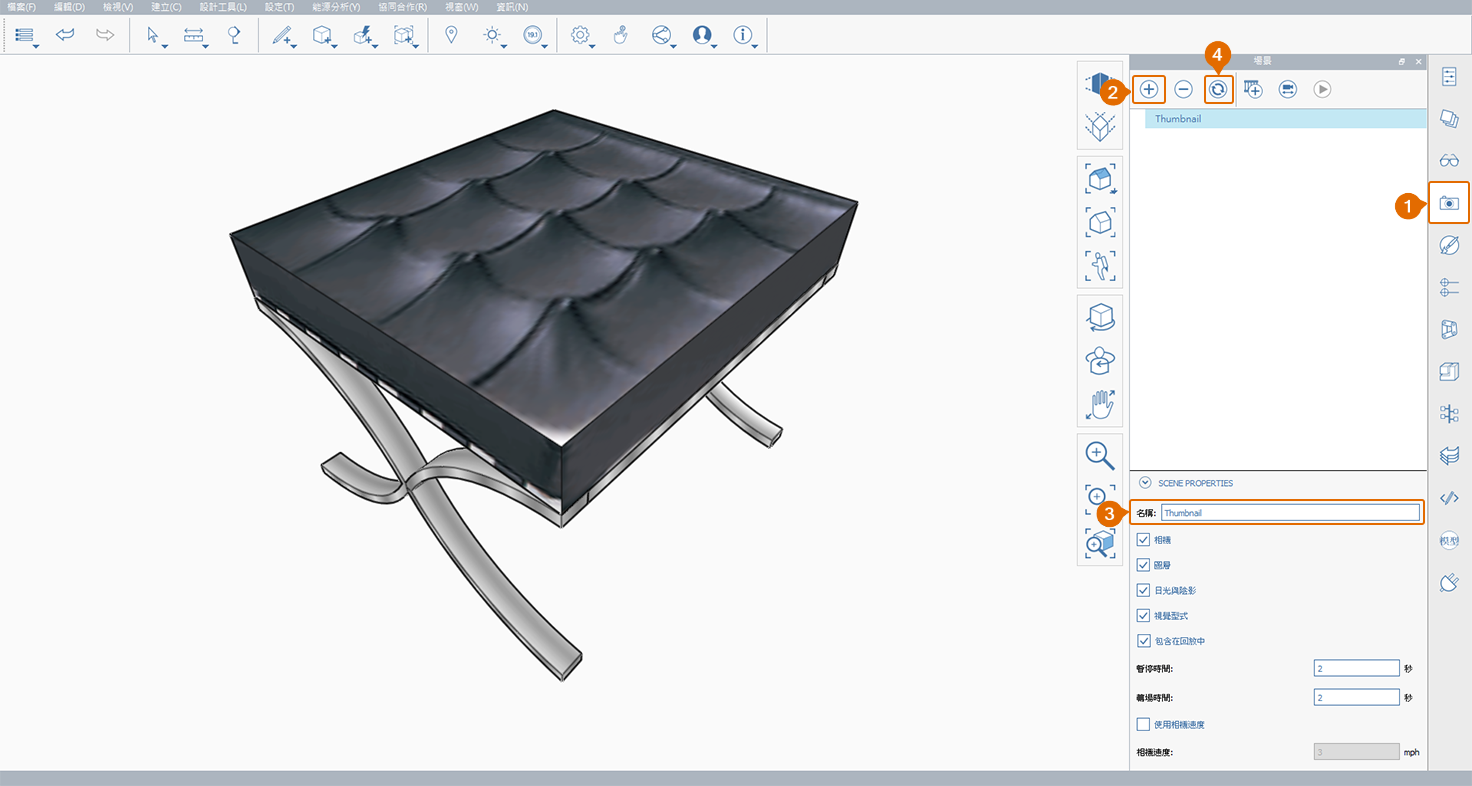 檔案(F) 編輯(D) 檢視(V) 建立(C) 設計工具(L) 設定(T) 能源分析(Y) 協同合作(R) 視窗(W) 資訊(N)
19.1
場景
4
2
Thumbnail
1
SCENE PROPERTIES
3
名稱: Thumbnail
相機
圖層
日光與陰影
視覺型式
包含在回放中
模型
暫停時間: 2 秒
轉場時間: 2 秒
使用相機速度
相機速度: 3 mph